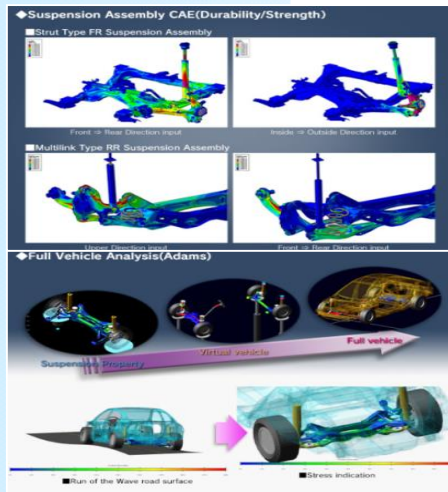 ◆Suspension Assembly CAE(Durability/Strength)
■Strut Type FR Suspension Assembly
Front ⇒ Rear Direction input
Inside ⇒ Outside Direction input
■Multilink Type RR Suspension Assembly
Upper Direction input
Front ⇒ Rear Direction input
◆Full Vehicle Analysis(Adams)
Suspension Property
Virtual vehicle
Full vehicle
■Run of the Wave road surface
■Stress indication